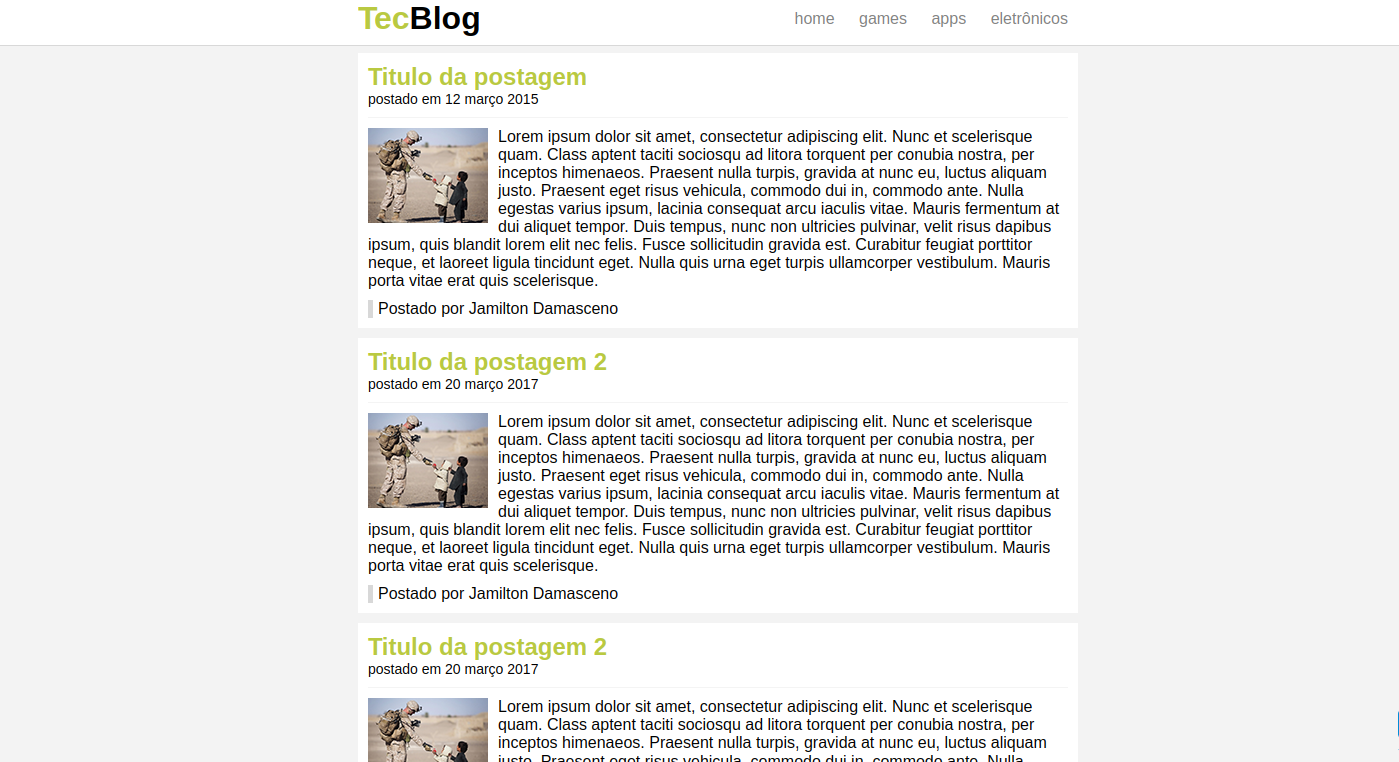 TecBlog
home games apps eletrônicos
Titulo da postagem
postado em 12 março 2015
Lorem ipsum dolor sit amet, consectetur adipiscing elit. Nunc et scelerisque
quam. Class aptent taciti sociosqu ad litora torquent per conubia nostra, per
inceptos himenaeos. Praesent nulla turpis, gravida at nunc eu, luctus aliquam
justo. Praesent eget risus vehicula, commodo dui in, commodo ante. Nulla
egestas varius ipsum, lacinia consequat arcu iaculis vitae. Mauris fermentum at
dui aliquet tempor. Duis tempus, nunc non ultricies pulvinar, velit risus dapibus
ipsum, quis blandit lorem elit nec felis. Fusce sollicitudin gravida est. Curabitur feugiat porttitor
neque, et laoreet ligula tincidunt eget. Nulla quis urna eget turpis ullamcorper vestibulum. Mauris
porta vitae erat quis scelerisque.
Postado por Jamilton Damasceno
Titulo da postagem 2
postado em 20 março 2017
Lorem ipsum dolor sit amet, consectetur adipiscing elit. Nunc et scelerisque
quam. Class aptent taciti sociosqu ad litora torquent per conubia nostra, per
inceptos himenaeos. Praesent nulla turpis, gravida at nunc eu, luctus aliquam
justo. Praesent eget risus vehicula, commodo dui in, commodo ante. Nulla
egestas varius ipsum, lacinia consequat arcu iaculis vitae. Mauris fermentum at
dui aliquet tempor. Duis tempus, nunc non ultricies pulvinar, velit risus dapibus
ipsum, quis blandit lorem elit nec felis. Fusce sollicitudin gravida est. Curabitur feugiat porttitor
neque, et laoreet ligula tincidunt eget. Nulla quis urna eget turpis ullamcorper vestibulum. Mauris
porta vitae erat quis scelerisque.
Postado por Jamilton Damasceno
Titulo da postagem 2
postado em 20 março 2017
Lorem ipsum dolor sit amet, consectetur adipiscing elit. Nunc et scelerisque
quam. Class aptent taciti sociosqu ad litora torquent per conubia nostra, per
inceptos himenaeos. Praesent nulla turpis, gravida at nunc eu, luctus aliquam
justo. Praesent eget risus vehicula, commodo dui in, commodo ante. Nulla